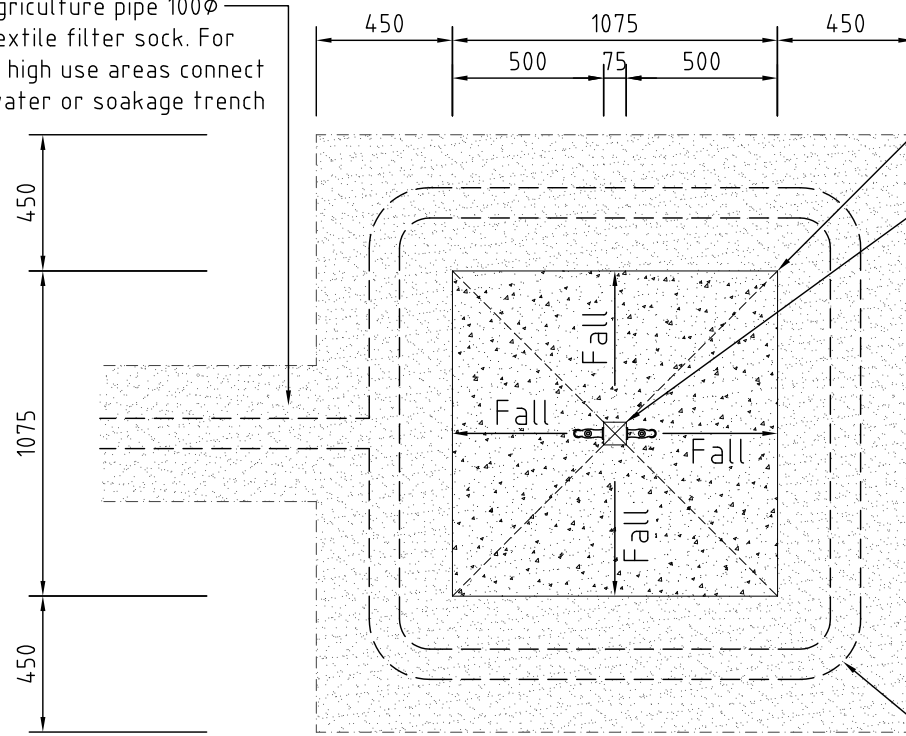 griculture pipe 100Ø
extile filter sock. For
high use areas connect
water or soakage trench
450 1075 450
500 75 500
450
1075
450
Fall
Fall
Fall
Fall